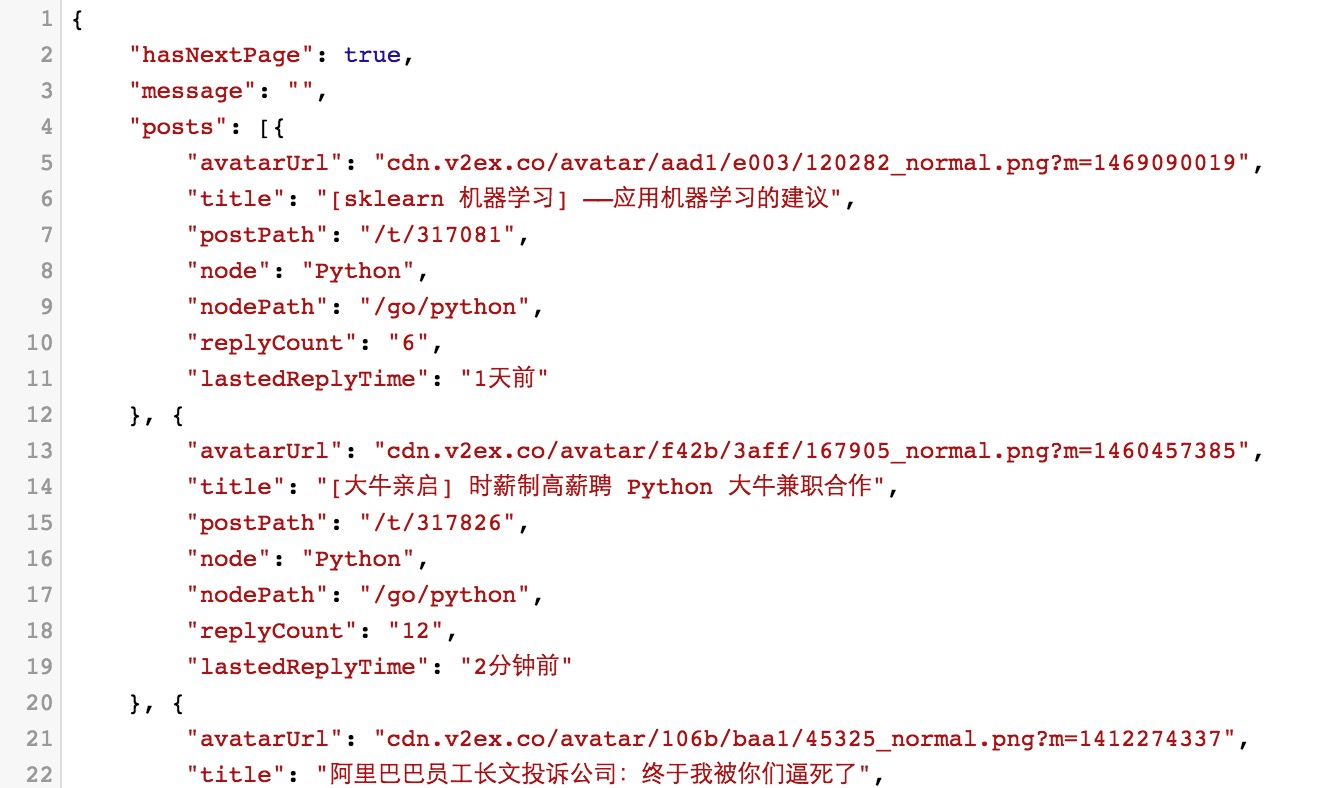 1 {
2 "hasNextPage": true,
3 "message": "",
4 "posts": [{
5 "avatarUrl": "cdn.v2ex.co/avatar/aad1/e003/120282_normal.png?m=1469090019",
6 "title": "[sklearn 机器学习] ——应用机器学习的建议",
7 "postPath": "/t/317081",
8 "node": "Python",
9 "nodePath": "/go/python",
10 "replyCount": "6",
11 "lastedReplyTime": "1天前"
12 }, {
13 "avatarUrl": "cdn.v2ex.co/avatar/f42b/3aff/167905_normal.png?m=1460457385",
14 "title": "[大牛亲启] 时薪制高薪聘 Python 大牛兼职合作",
15 "postPath": "/t/317826",
16 "node": "Python",
17 "nodePath": "/go/python",
18 "replyCount": "12",
19 "lastedReplyTime": "2分钟前"
20 }, {
21 "avatarUrl": "cdn.v2ex.co/avatar/106b/baa1/45325_normal.png?m=1412274337",
22 "title": "阿里巴巴员工长文投诉公司：终于我被你们逼死了",